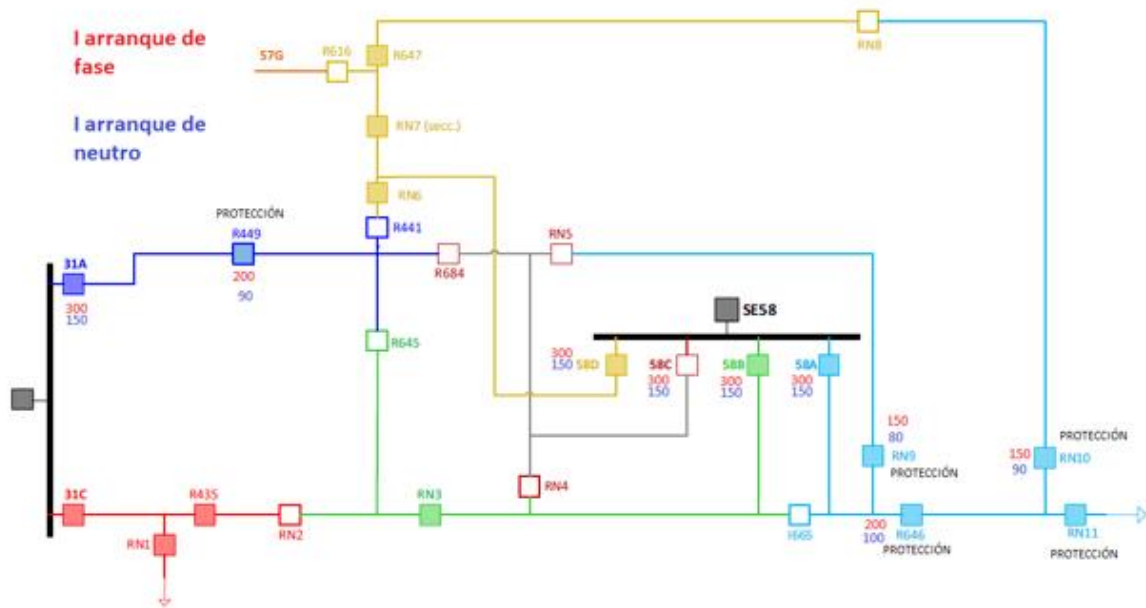 I arranque de
fase
I arranque de
neutro
57G
R616
R647
RN8
RN7 (secc.)
RN6
PROTECCIÓN
R449
R441
RN5
R684
31A
200
90
300
150
SE58
R645
300
150
58D
58C
300
150
58B
300
150
58A
300
150
150
80
RN9
PROTECCIÓN
PROTECCIÓN
150
90
RN10
31C
R435
RN4
RN3
RN2
RN1
R665
200
100
R646
PROTECCIÓN
RN11
PROTECCIÓN